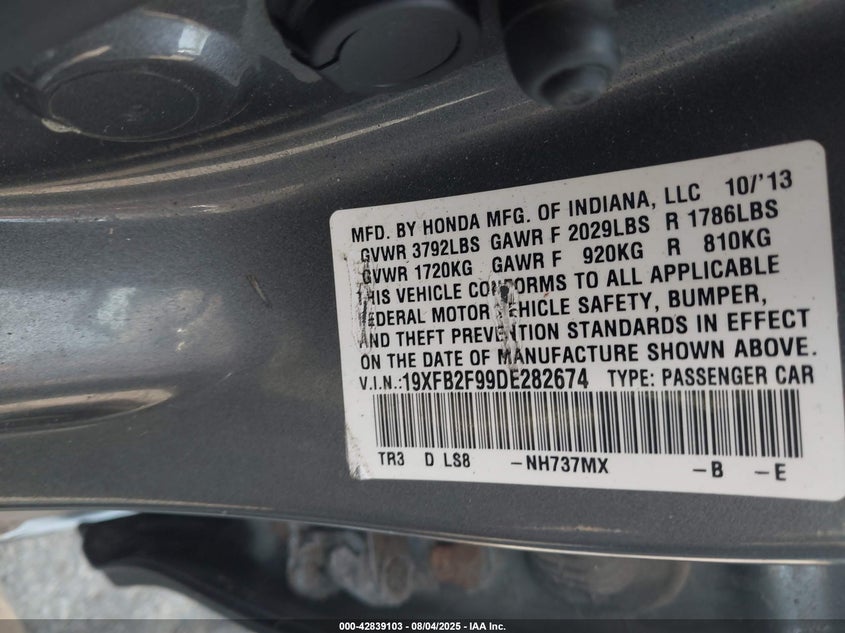 MFD. BY HONDA MFG. OF INDIANA, LLC 10/'13
GVWR 3792LBS GAWR F 2029LBS R 1786LBS
GVWR 1720KG GAWR F 920KG R 810KG
THIS VEHICLE CONFORMS TO ALL APPLICABLE
FEDERAL MOTOR VEHICLE SAFETY, BUMPER,
AND THEFT PREVENTION STANDARDS IN EFFECT
ON THE DATE OF MANUFACTURE SHOWN ABOVE.
V.I.N.:19XFB2F99DE282674 TYPE: PASSENGER CAR
TR3 D LS8 -NH737MX -B -E
000-42839103 - 08/04/2025 - IAA Inc.